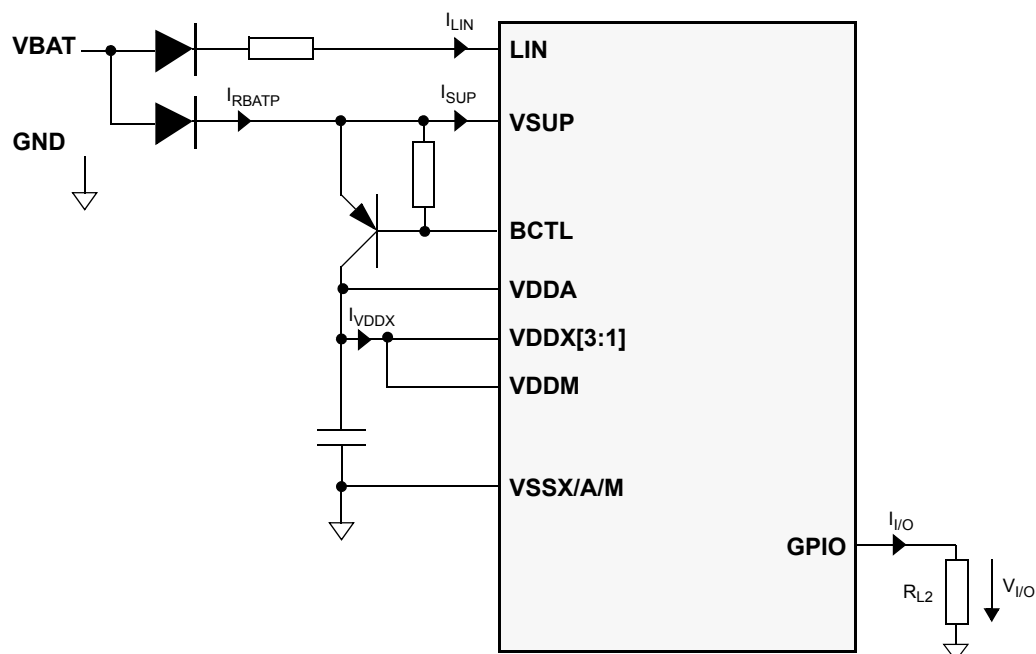 I_LIN
VBAT
LIN
I_RBATP
I_SUP
VSUP
GND
BCTL
VDDA
I_VDDX
VDDX[3:1]
VDDM
VSSX/A/M
I_I/O
GPIO
R_L2
V_I/O